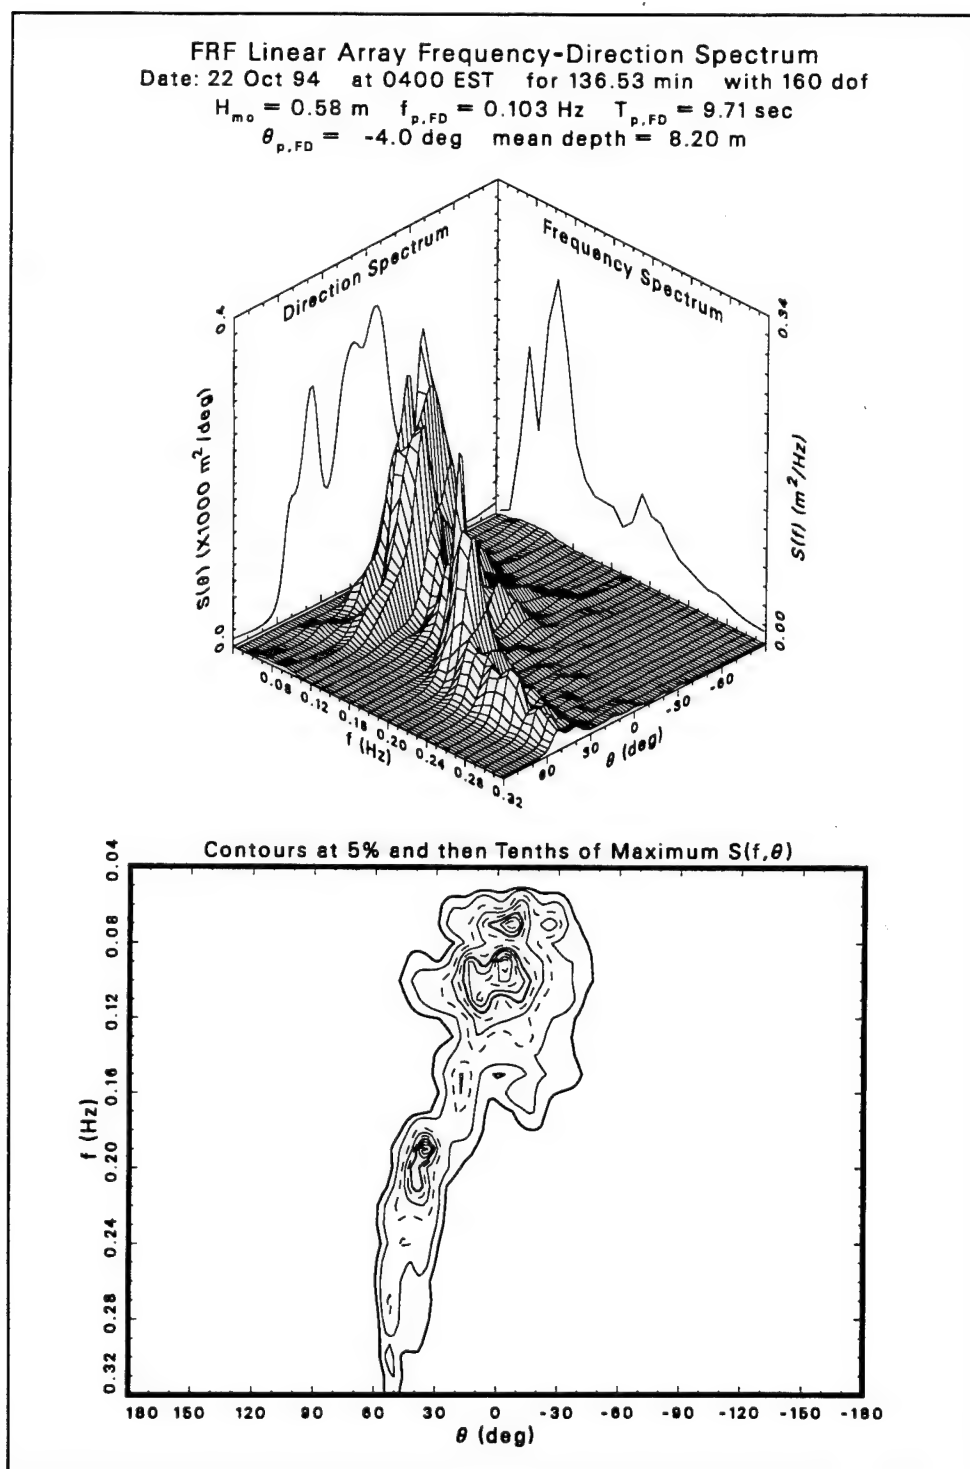 FRF Linear Array Frequency-Direction Spectrum
Date: 22 Oct 94 at 0400 EST for 136.53 min with 160 dof
Hmo = 0.58 m fp,FD = 0.103 Hz Tp,FD = 9.71 sec
θp,FD = -4.0 deg mean depth = 8.20 m
Direction Spectrum
Frequency Spectrum
0.4
S(θ) (X1000 m²/deg)
0.0
0.34
S(f) (m²/Hz)
0.00
0.08 0.12 0.16 0.20 0.24 0.28 0.32
f (Hz)
60 30 0 -30 -60
θ (deg)
Contours at 5% and then Tenths of Maximum S(f,θ)
0.04
0.08
0.12
0.16
0.20
0.24
0.28
0.32
f (Hz)
180 150 120 90 60 30 0 -30 -60 -90 -120 -150 -180
θ (deg)